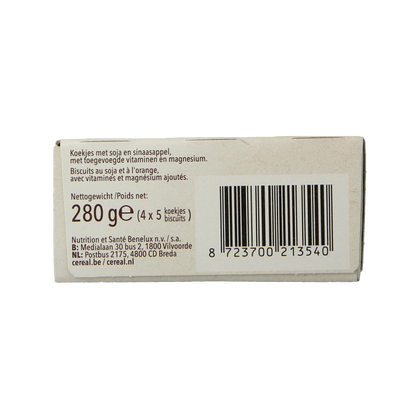 Koekjes met soja en sinaasappel,
met toegevoegde vitaminen en magnesium.
Biscuits au soja et à l'orange,
avec vitamines et magnésium ajoutés.
Nettogewicht /Poids net:
280 g℮ (4 x 5 koekjes biscuits)
Nutrition et Santé Benelux n.v. / s.a.
B: Medialaan 30 bus 2, 1800 Vilvoorde
NL: Postbus 2175, 4800 CD Breda
cereal.be / cereal.nl
8 723700 213540